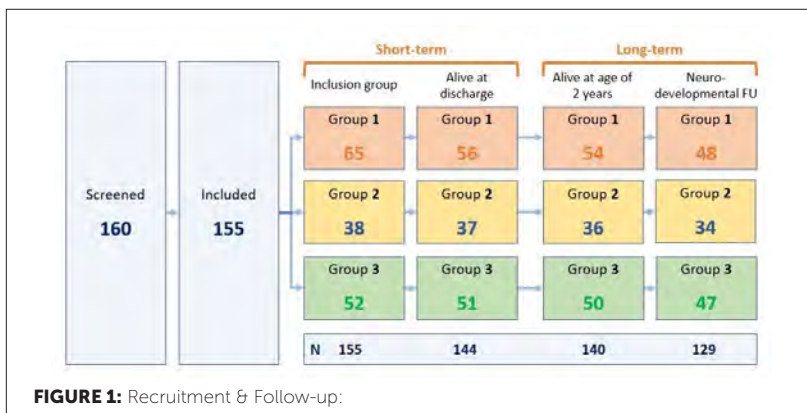 Short-term Long-term
Inclusion group Alive at discharge Alive at age of 2 years Neuro-developmental FU
Screened
160
Included
155
Group 1 Group 1 Group 1 Group 1
65 56 54 48
Group 2 Group 2 Group 2 Group 2
38 37 36 34
Group 3 Group 3 Group 3 Group 3
52 51 50 47
N 155 144 140 129
FIGURE 1: Recruitment & Follow-up: